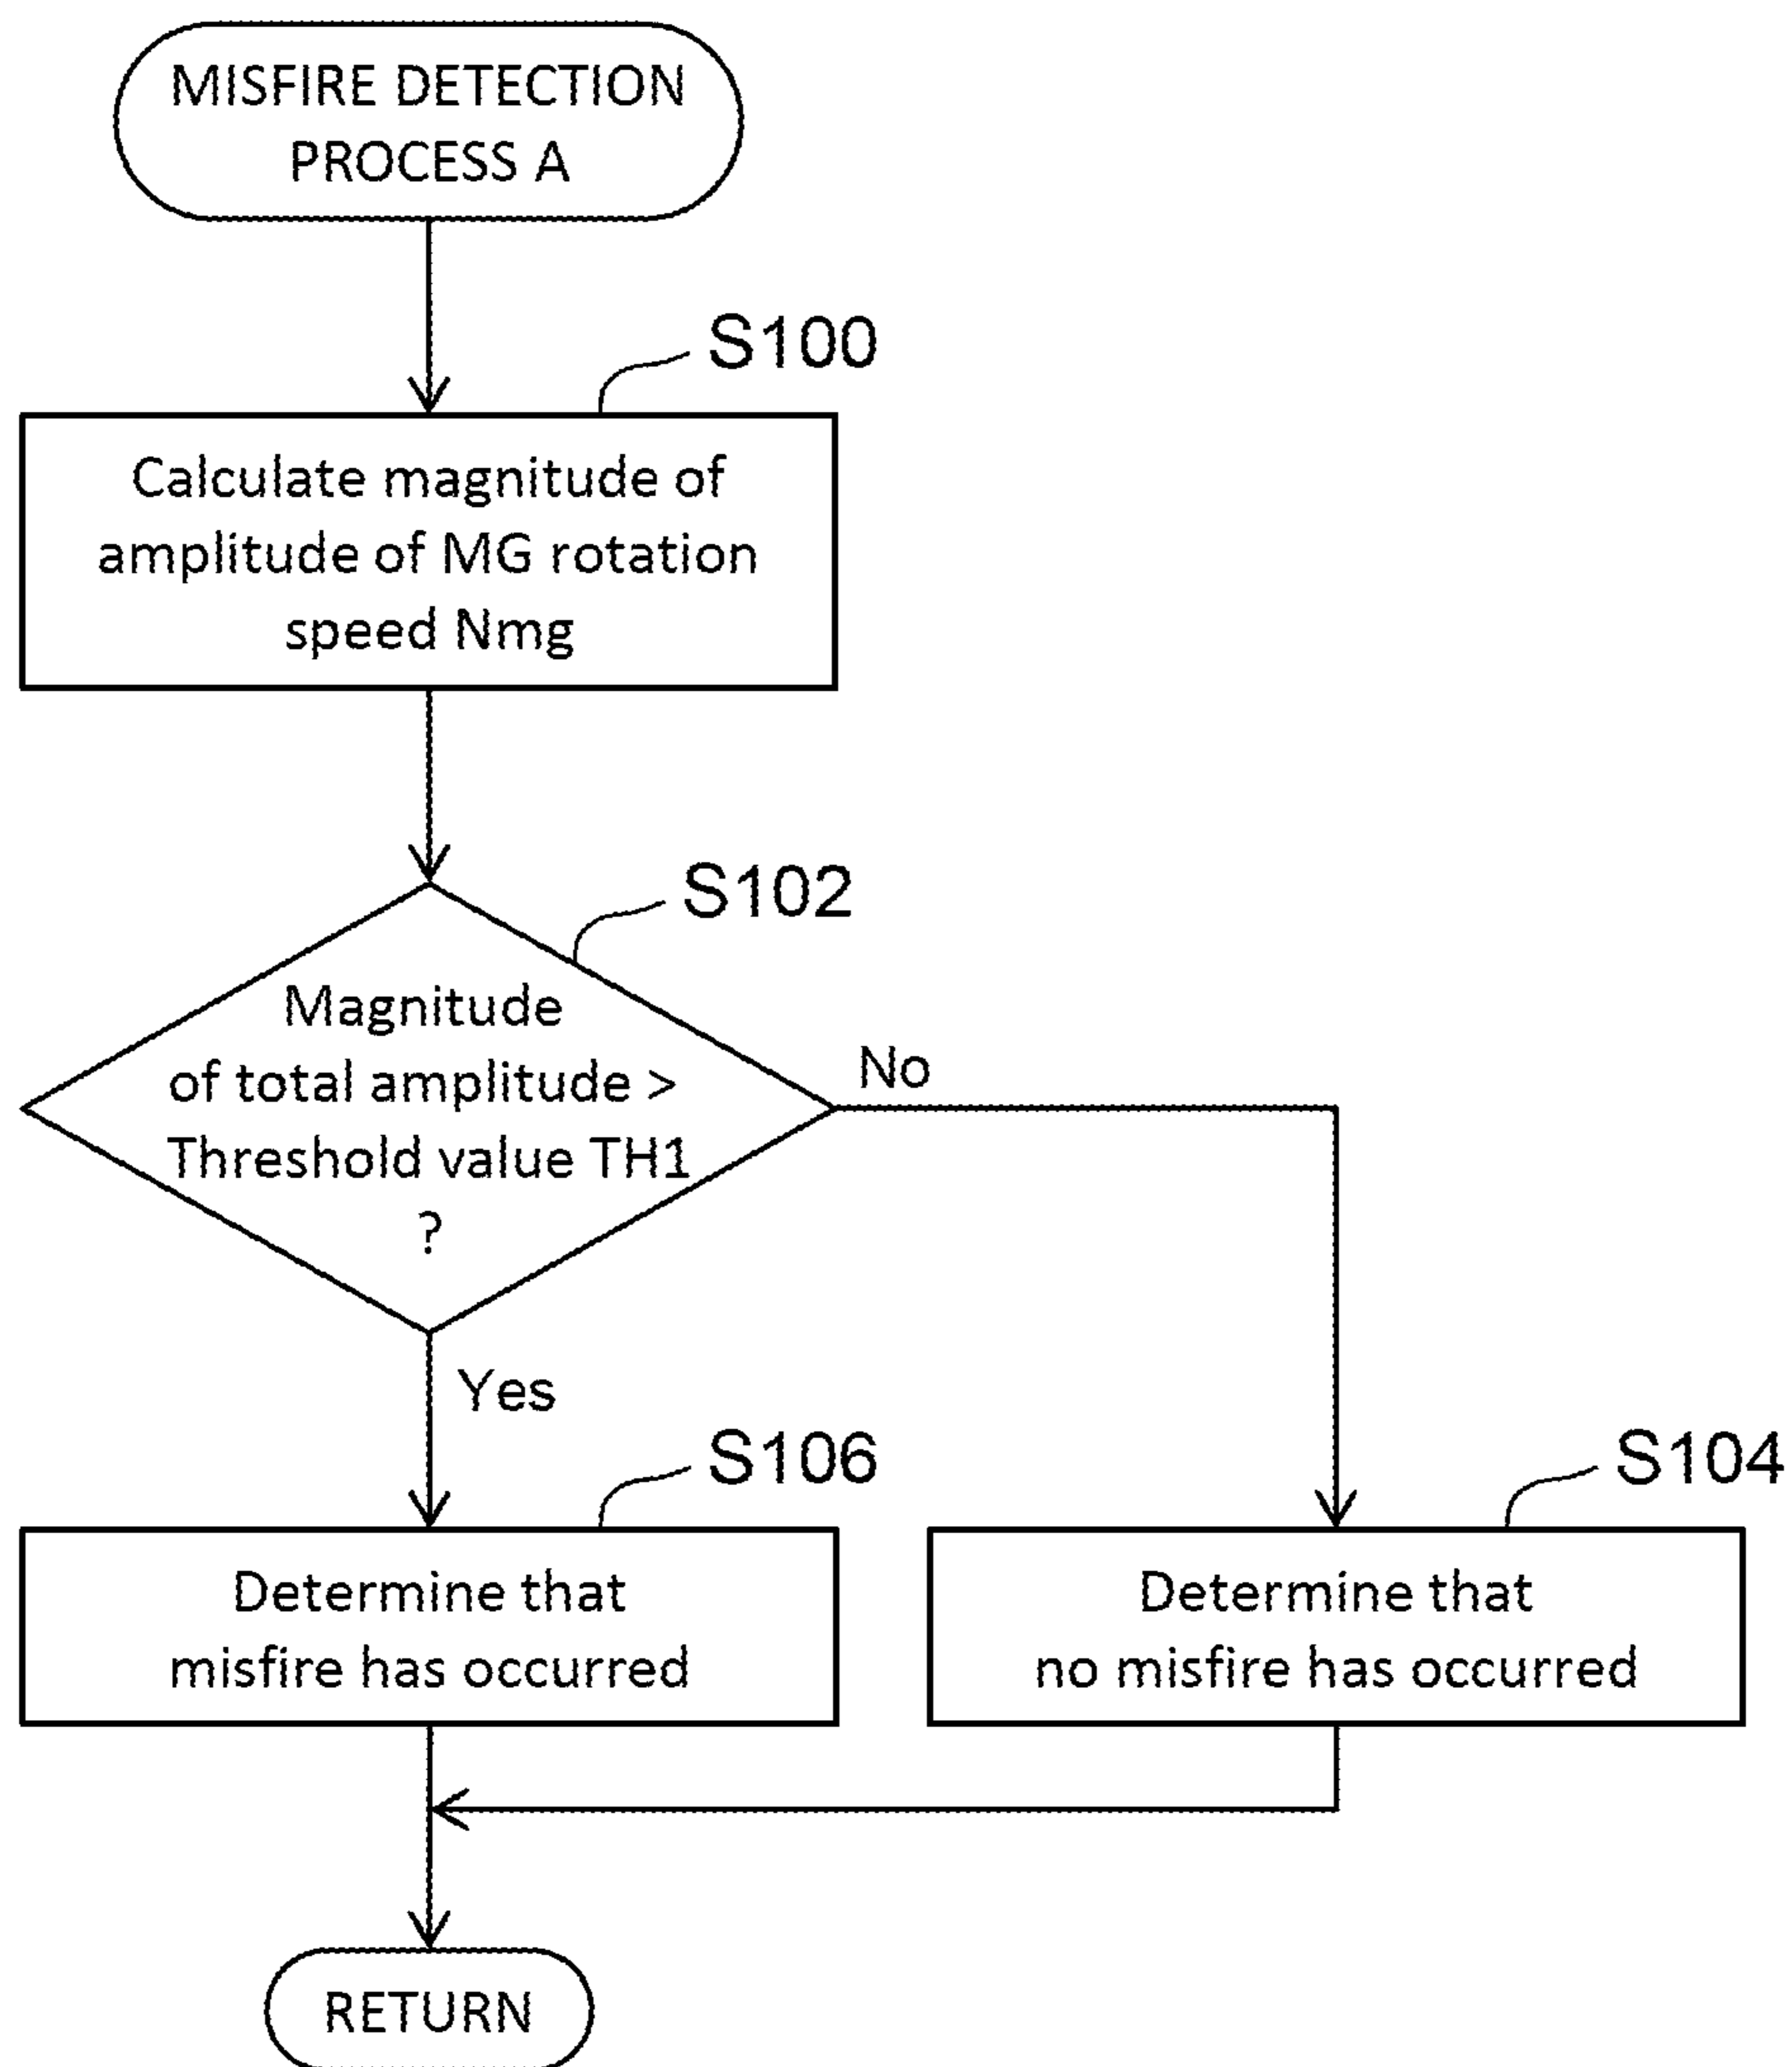 MISFIRE DETECTION
PROCESS A
S100
Calculate magnitude of
amplitude of MG rotation
speed Nmg
S102
Magnitude
of total amplitude >
Threshold value TH1
?
No
Yes
S106
S104
Determine that
misfire has occurred
Determine that
no misfire has occurred
RETURN